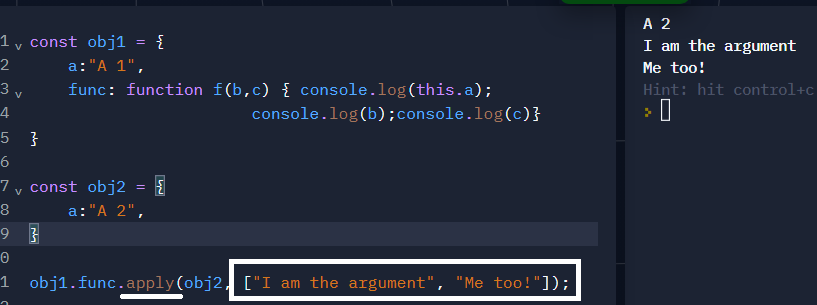 1 const obj1 = {
2 a:"A 1",
3 func: function f(b,c) { console.log(this.a);
4 console.log(b);console.log(c)}
5 }
6
7 const obj2 = {
8 a:"A 2",
9 }
0
1 obj1.func.apply(obj2, ["I am the argument", "Me too!"]);
A 2
I am the argument
Me too!
Hint: hit control+c
>